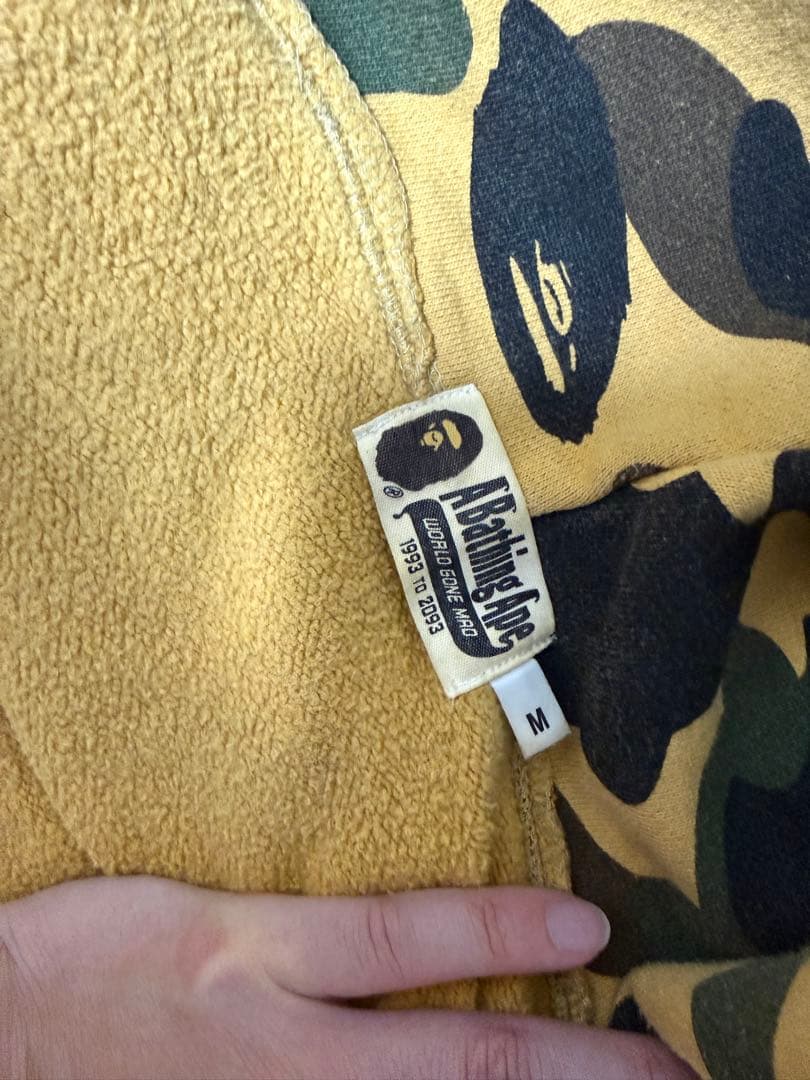 ®
A Bathing Ape
WORLD GONE MAD
1993 TO 2093
M